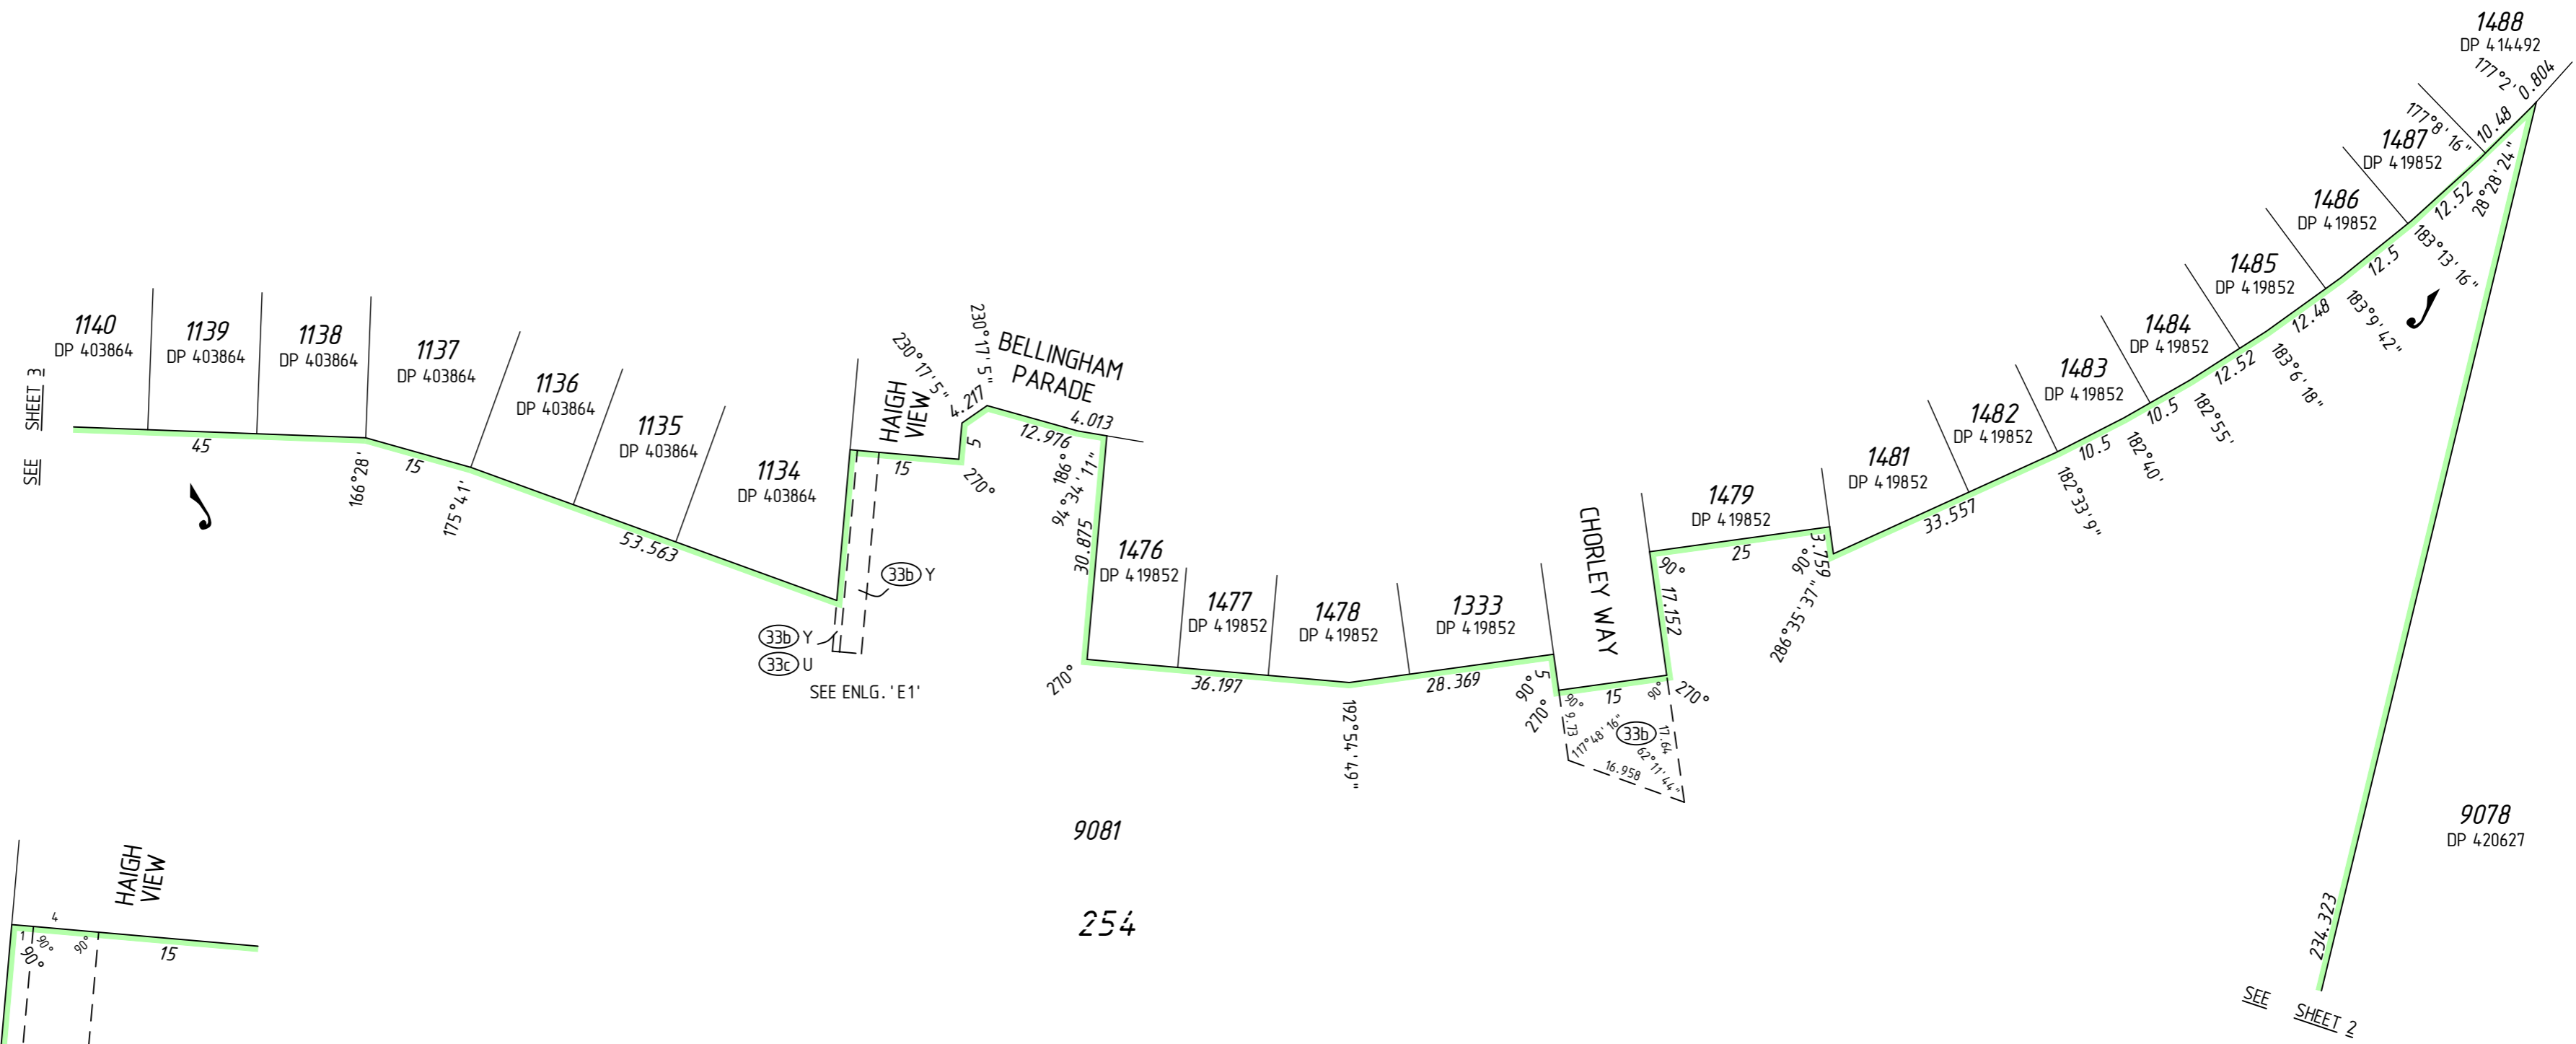 1488
DP 414492
177°2'
0.804
10.48
177°8'16"
1487
DP 419852
28°28'24"
12.52
1486
DP 419852
183°13'16"
12.5
1485
DP 419852
183°9'42"
12.48
1484
DP 419852
183°6'18"
12.52
1483
DP 419852
182°55'
10.5
1482
DP 419852
182°40'
10.5
1481
DP 419852
182°33'9"
33.557
1479
DP 419852
25
3.759
90°
286°35'37"
90°
17.152
CHORLEY WAY
1140
DP 403864
1139
DP 403864
1138
DP 403864
1137
DP 403864
1136
DP 403864
1135
DP 403864
1134
DP 403864
SEE SHEET 3
45
166°28'
15
175°41'
53.563
HAIGH
VIEW
230°17'5"
230°17'5"
4.217
BELLINGHAM
PARADE
4.013
12.976
5
15
270°
186°
94°34'11"
30.875
33b Y
33b Y
33c U
SEE ENLG. 'E1'
1476
DP 419852
1477
DP 419852
1478
DP 419852
1333
DP 419852
270°
36.197
192°54'49"
28.369
5
90°
270°
90°
15
90°
270°
9.73
117°48'16"
33b
17.64
62°11'44"
16.958
9081
254
9078
DP 420627
234.323
SEE SHEET 2
HAIGH
VIEW
4
1
90°
90°
90°
15